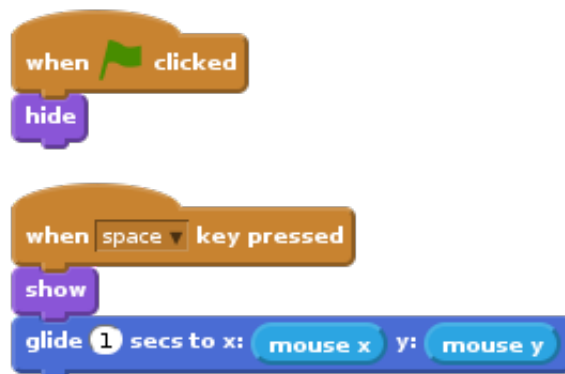 when clicked
hide
when space key pressed
show
glide 1 secs to x: mouse x y: mouse y